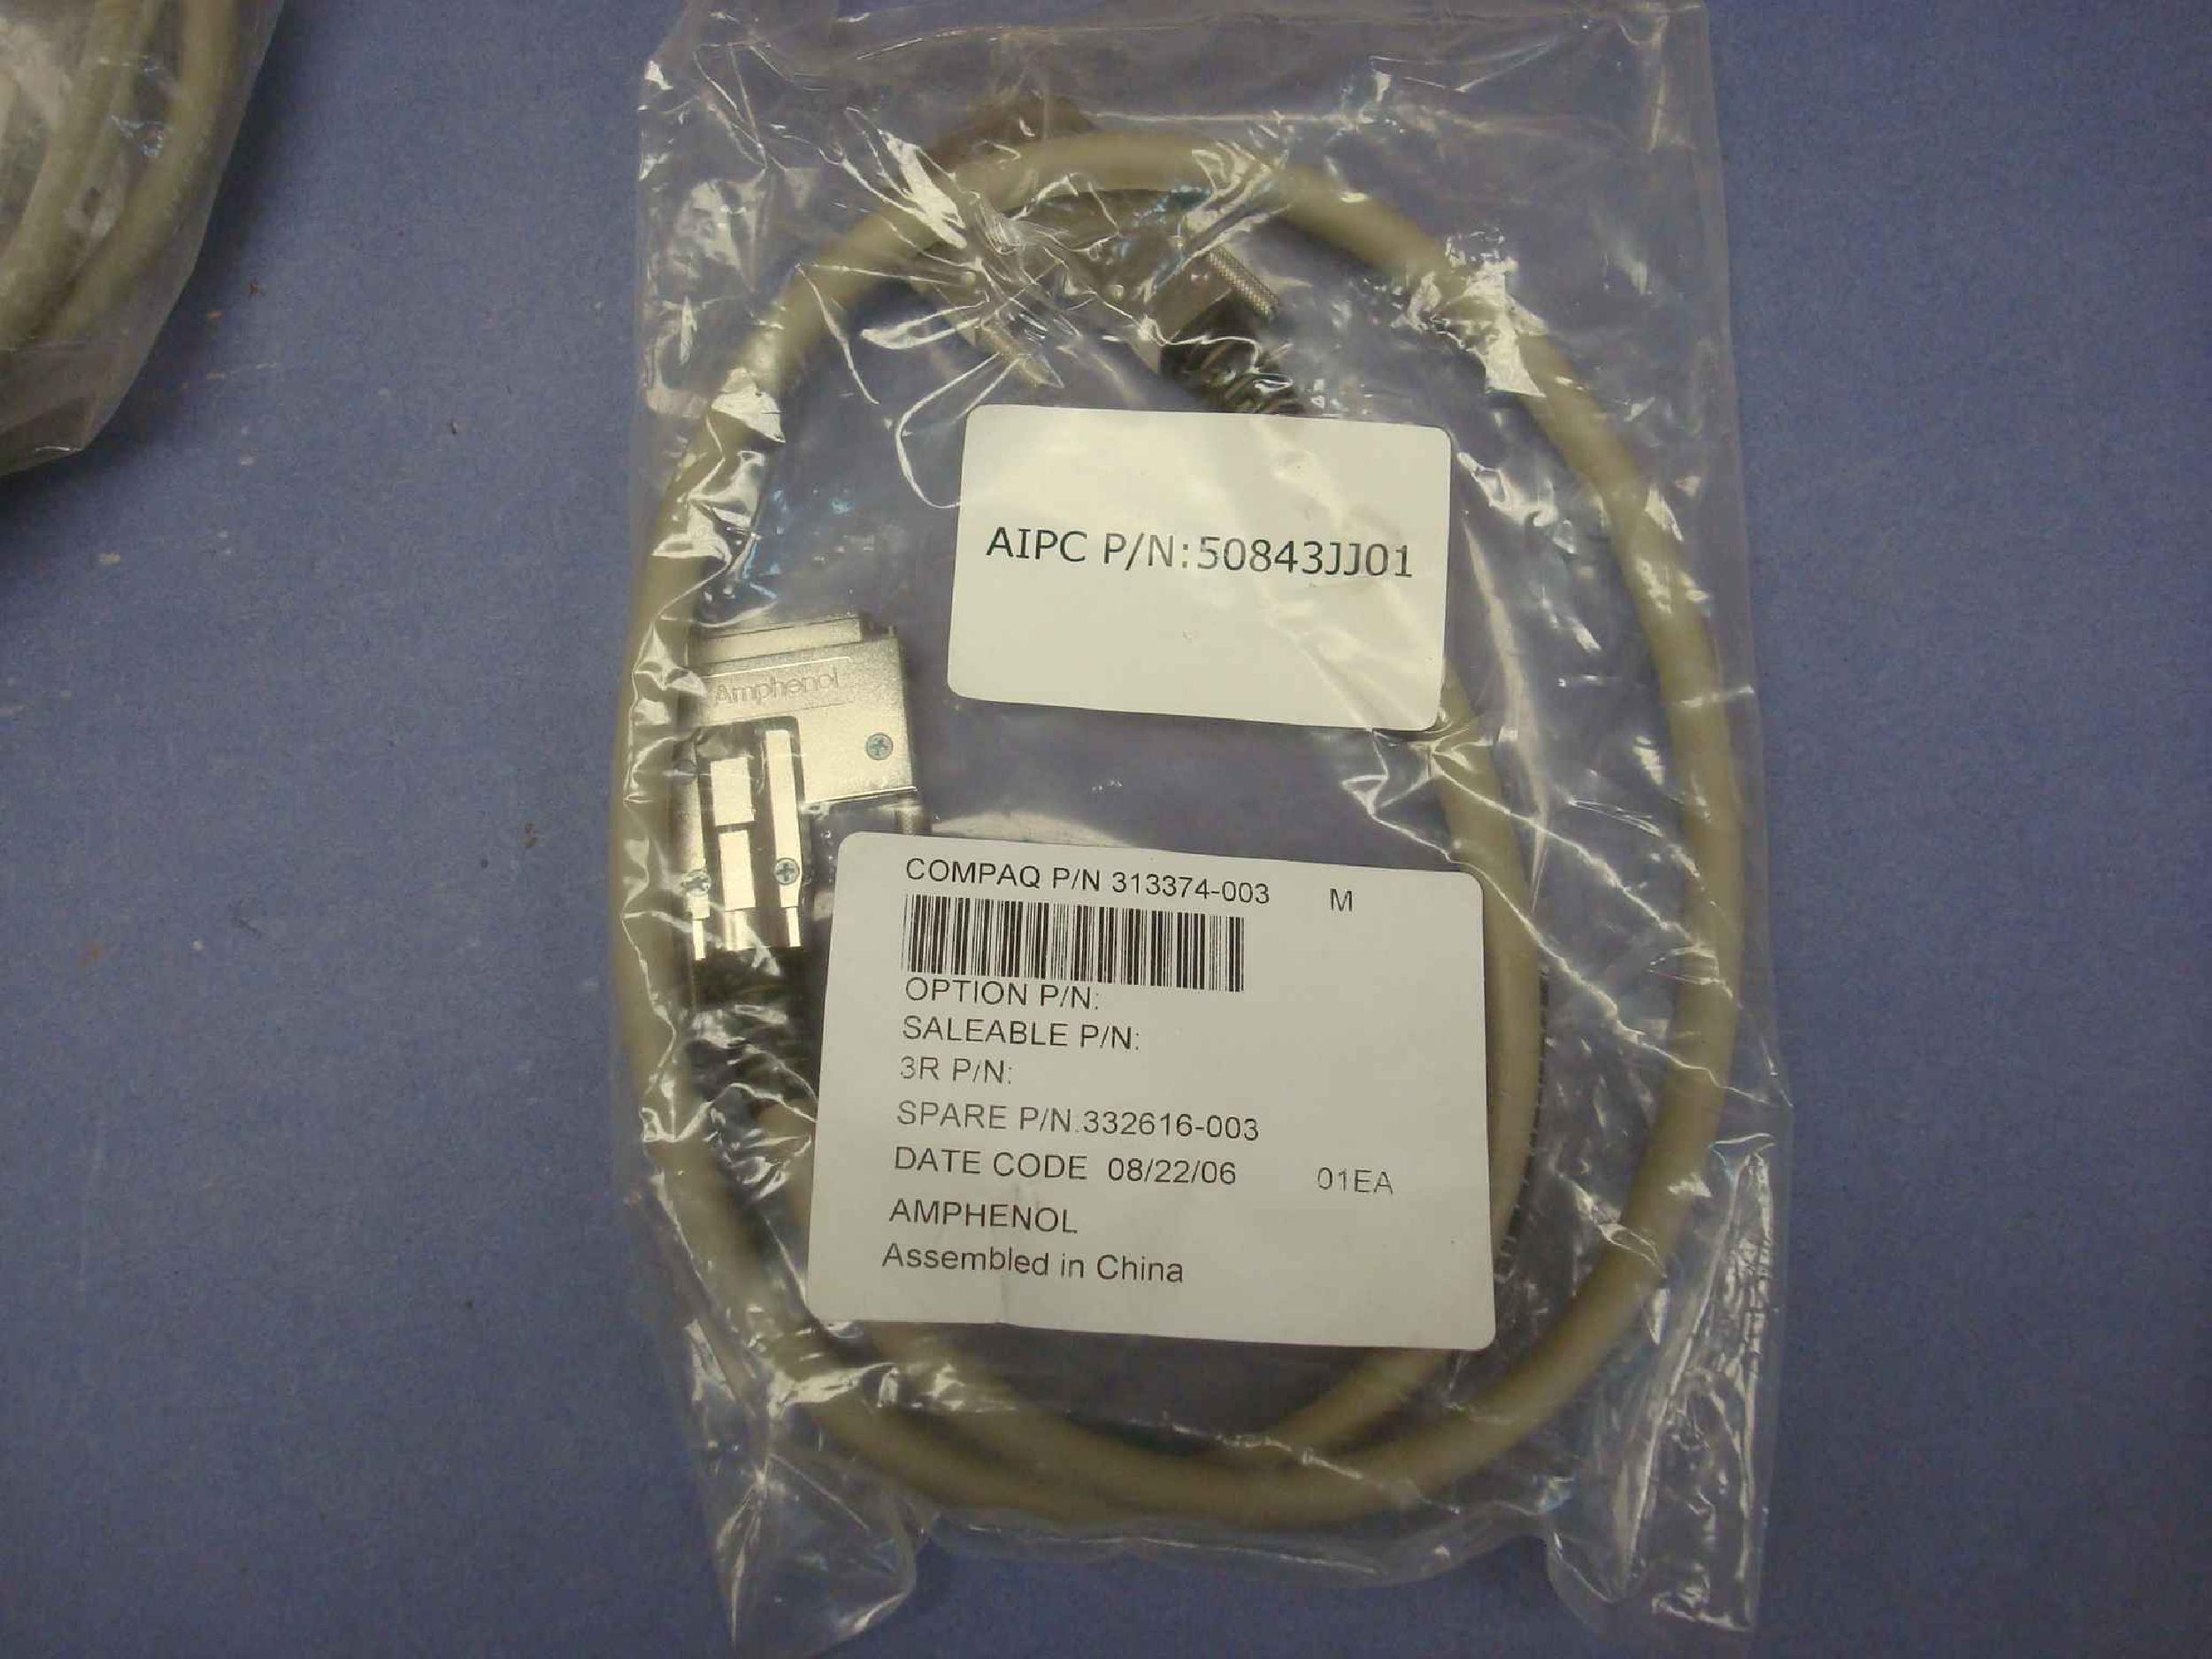 AIPC P/N:50843JJ01
Amphenol
COMPAQ P/N 313374-003 M
OPTION P/N:
SALEABLE P/N:
3R P/N:
SPARE P/N:332616-003
DATE CODE 08/22/06 01EA
AMPHENOL
Assembled in China